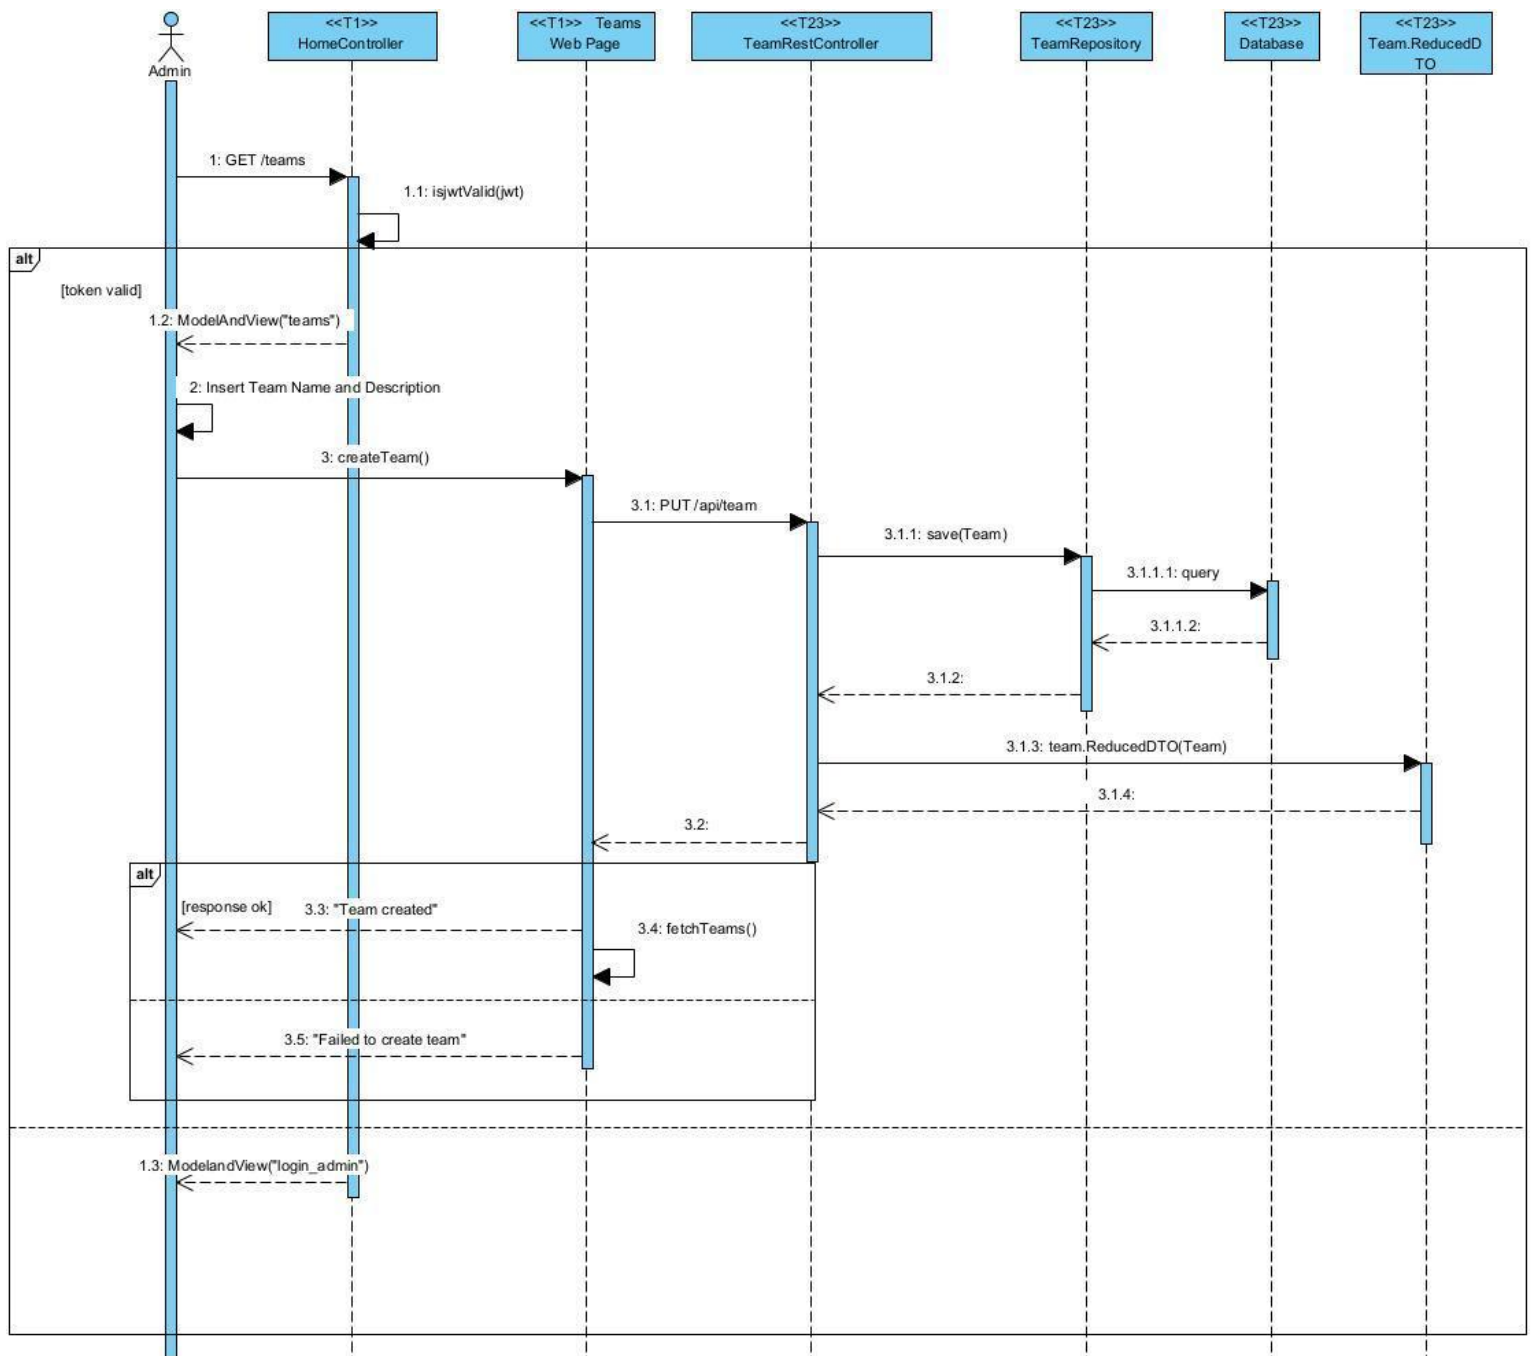 <<T1>>
HomeController
<<T1>> Teams
Web Page
<<T23>>
TeamRestController
<<T23>>
TeamRepository
<<T23>>
Database
<<T23>>
Team.ReducedD
TO
Admin
1: GET /teams
1.1: isjwtValid(jwt)
alt
[token valid]
1.2: ModelAndView("teams")
2: Insert Team Name and Description
3: createTeam()
3.1: PUT /api/team
3.1.1: save(Team)
3.1.1.1: query
3.1.1.2:
3.1.2:
3.1.3: team.ReducedDTO(Team)
3.1.4:
3.2:
alt
[response ok]
3.3: "Team created"
3.4: fetchTeams()
3.5: "Failed to create team"
1.3: ModelandView("login_admin")